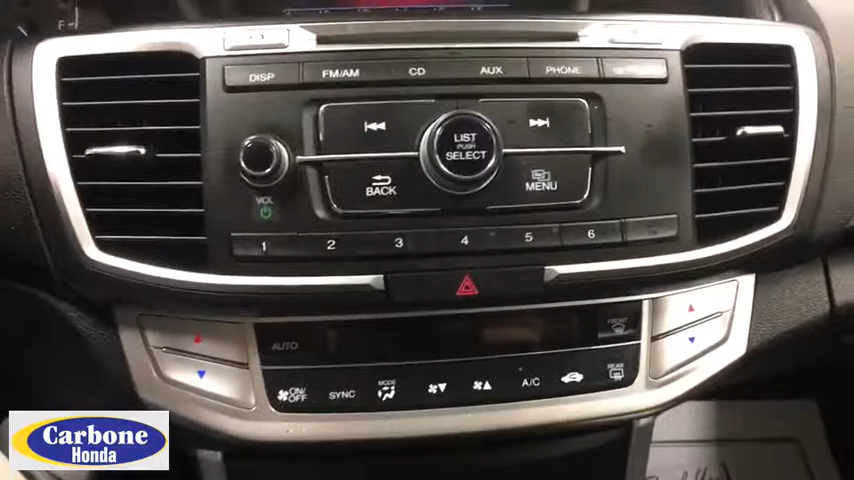 F
DISP
FM/AM
CD
AUX
PHONE
LIST
PUSH
SELECT
BACK
MENU
VOL
1
2
3
4
5
6
AUTO
FRONT
ON/
OFF
SYNC
MODE
A/C
REAR
Carbone
Honda